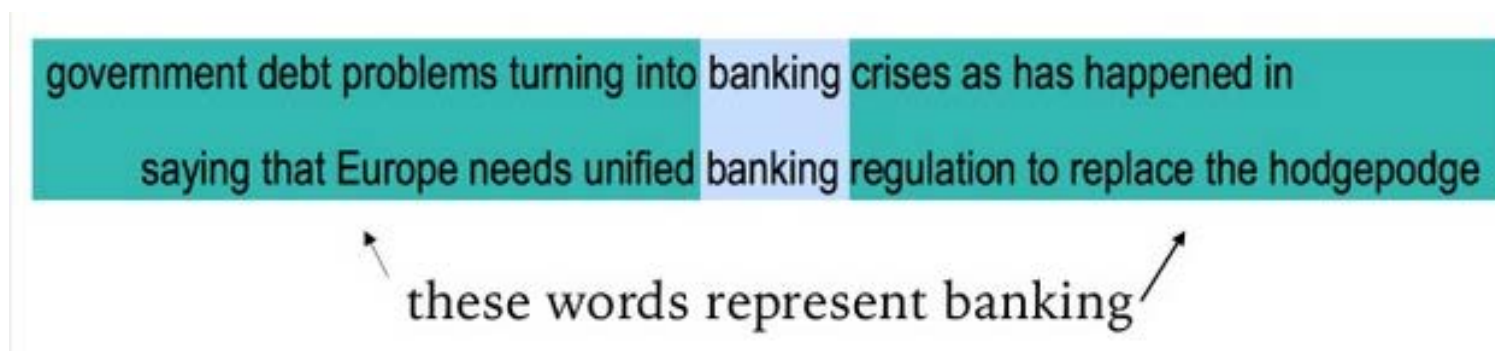 government debt problems turning into banking crises as has happened in
saying that Europe needs unified banking regulation to replace the hodgepodge
these words represent banking